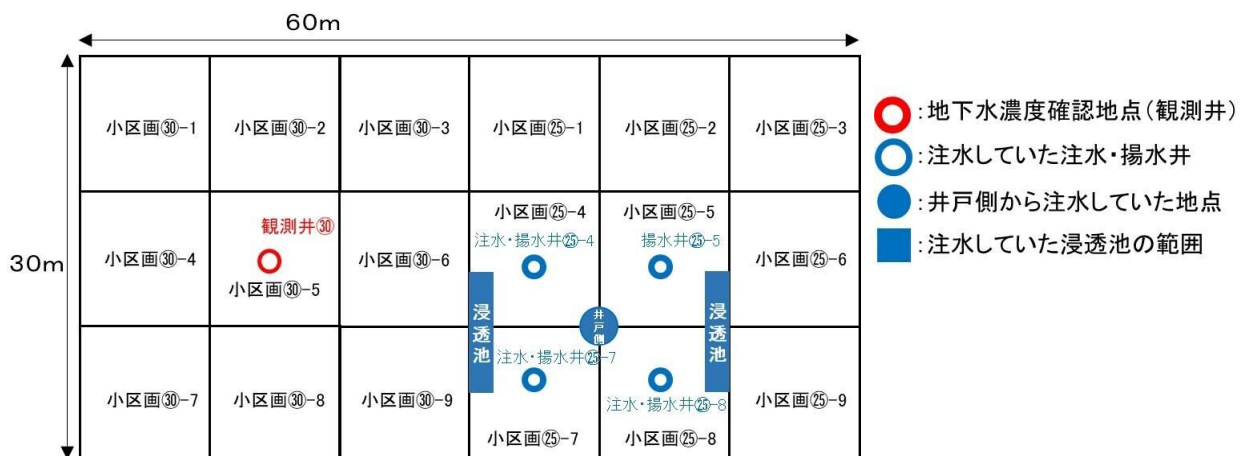 60m
30m
小区画㉚-1
小区画㉚-2
小区画㉚-3
小区画㉕-1
小区画㉕-2
小区画㉕-3
小区画㉚-4
観測井㉚
小区画㉚-5
小区画㉚-6
小区画㉕-4
注水・揚水井㉕-4
小区画㉕-5
揚水井㉕-5
小区画㉕-6
浸透池
井戸側
浸透池
小区画㉚-7
小区画㉚-8
小区画㉚-9
注水・揚水井㉕-7
小区画㉕-7
注水・揚水井㉕-8
小区画㉕-8
小区画㉕-9
:地下水濃度確認地点(観測井)
:注水していた注水・揚水井
:井戸側から注水していた地点
:注水していた浸透池の範囲